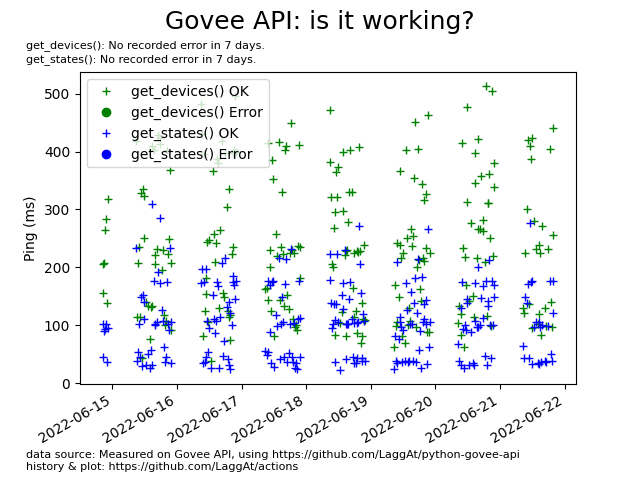 Govee API: is it working?
get_devices(): No recorded error in 7 days.
get_states(): No recorded error in 7 days.
get_devices() OK
get_devices() Error
get_states() OK
get_states() Error
Ping (ms)
500
400
300
200
100
0
2022-06-15
2022-06-16
2022-06-17
2022-06-18
2022-06-19
2022-06-20
2022-06-21
2022-06-22
data source: Measured on Govee API, using https://github.com/LaggAt/python-govee-api
history & plot: https://github.com/LaggAt/actions